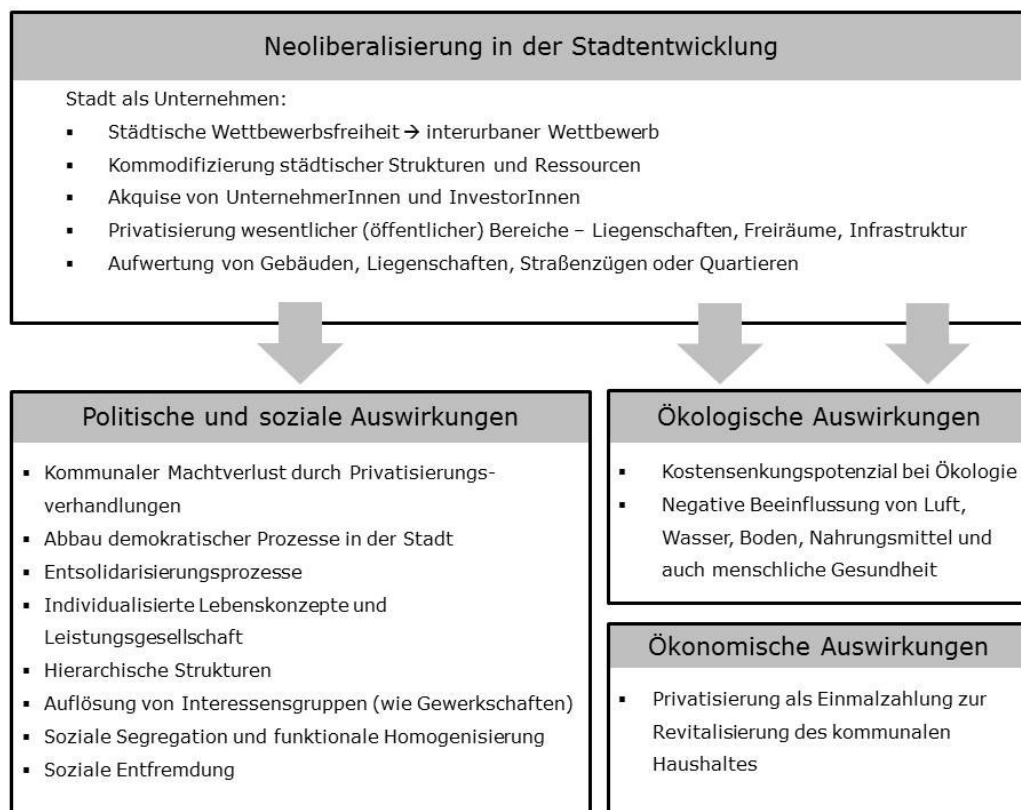 Neoliberalisierung in der Stadtentwicklung
Stadt als Unternehmen:
▪ Städtische Wettbewerbsfreiheit → interurbaner Wettbewerb
▪ Kommodifizierung städtischer Strukturen und Ressourcen
▪ Akquise von UnternehmerInnen und InvestorInnen
▪ Privatisierung wesentlicher (öffentlicher) Bereiche – Liegenschaften, Freiräume, Infrastruktur
▪ Aufwertung von Gebäuden, Liegenschaften, Straßenzügen oder Quartieren
Politische und soziale Auswirkungen
▪ Kommunaler Machtverlust durch Privatisierungs-
verhandlungen
▪ Abbau demokratischer Prozesse in der Stadt
▪ Entsolidarisierungsprozesse
▪ Individualisierte Lebenskonzepte und
Leistungsgesellschaft
▪ Hierarchische Strukturen
▪ Auflösung von Interessensgruppen (wie Gewerkschaften)
▪ Soziale Segregation und funktionale Homogenisierung
▪ Soziale Entfremdung
Ökologische Auswirkungen
▪ Kostensenkungspotenzial bei Ökologie
▪ Negative Beeinflussung von Luft,
Wasser, Boden, Nahrungsmittel und
auch menschliche Gesundheit
Ökonomische Auswirkungen
▪ Privatisierung als Einmalzahlung zur
Revitalisierung des kommunalen
Haushaltes